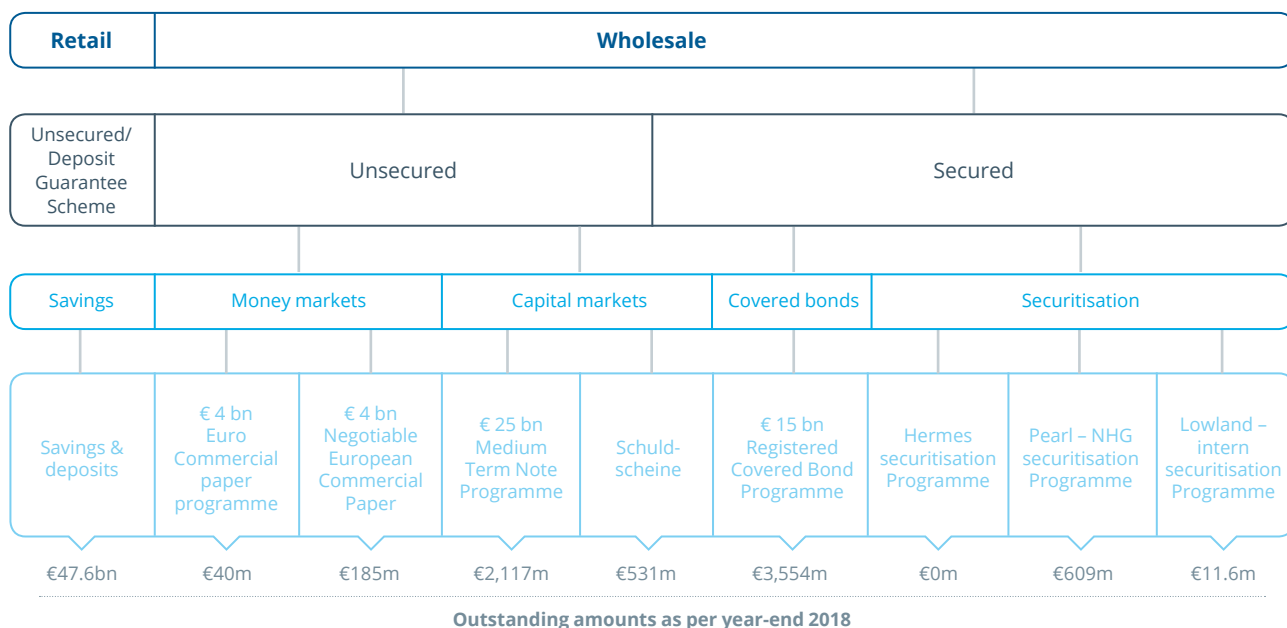 Retail
Wholesale
Unsecured/
Deposit
Guarantee
Scheme
Unsecured
Secured
Savings
Money markets
Capital markets
Covered bonds
Securitisation
Savings &
deposits
€ 4 bn
Euro
Commercial
paper
programme
€ 4 bn
Negotiable
European
Commercial
Paper
€ 25 bn
Medium
Term Note
Programme
Schuld-
scheine
€ 15 bn
Registered
Covered Bond
Programme
Hermes
securitisation
Programme
Pearl – NHG
securitisation
Programme
Lowland –
intern
securitisation
Programme
€47.6bn
€40m
€185m
€2,117m
€531m
€3,554m
€0m
€609m
€11.6m
Outstanding amounts as per year-end 2018